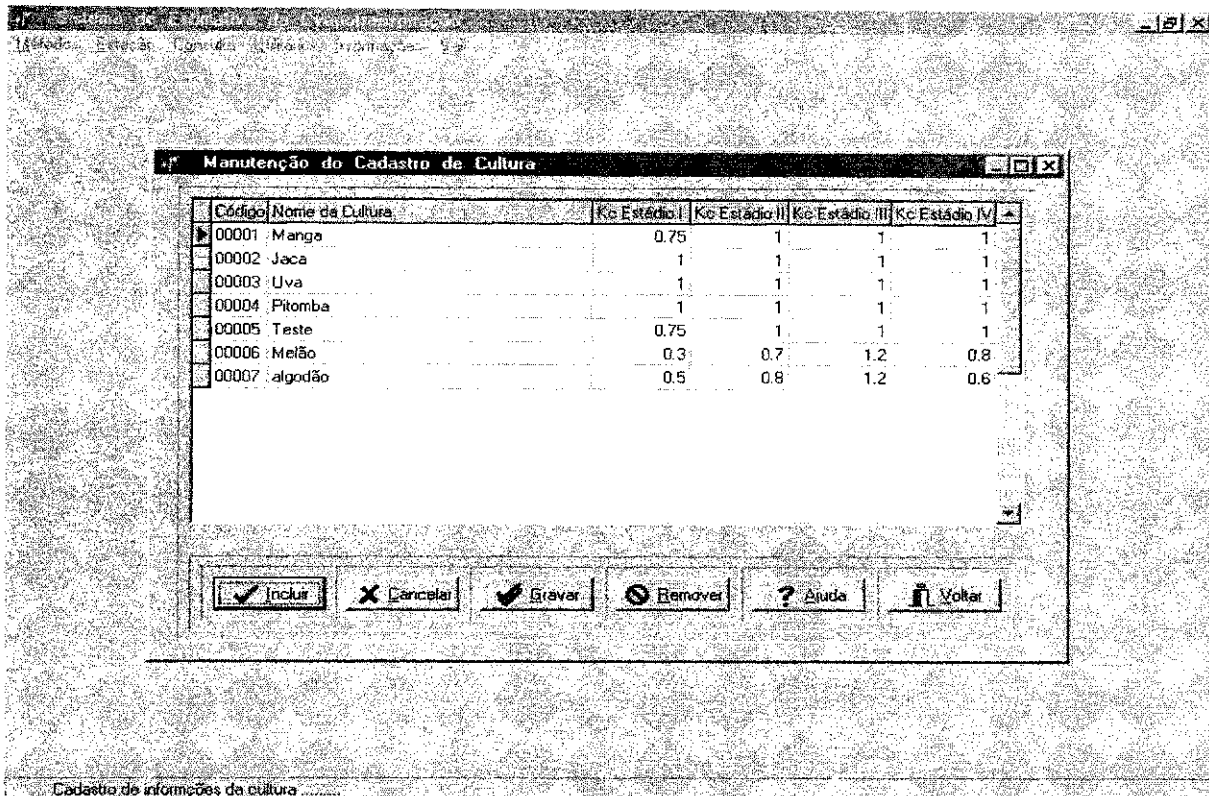 Métodos Estação Consulta
Manutenção do Cadastro de Cultura
Código Nome da Cultura Kc Estádio I Kc Estádio II Kc Estádio III Kc Estádio IV
00001 Manga 0.75 1 1 1
00002 Jaca 1 1 1 1
00003 Uva 1 1 1 1
00004 Pitomba 1 1 1 1
00005 Teste 0.75 1 1 1
00006 Melão 0.3 0.7 1.2 0.8
00007 algodão 0.5 0.8 1.2 0.6
Incluir Cancelar Gravar Remover Ajuda Voltar
Cadastro de informções da cultura .........